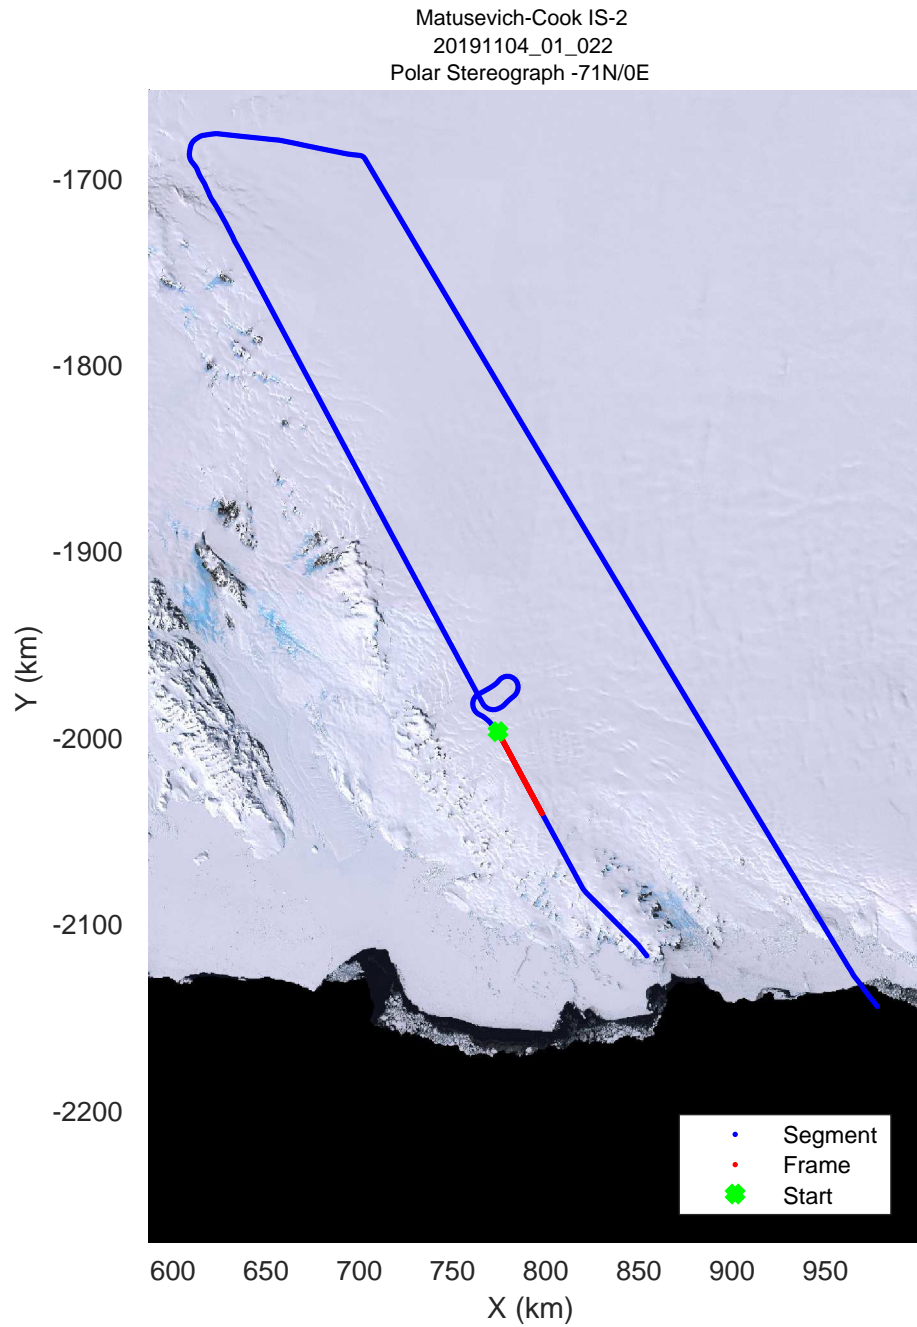 Matusevich-Cook IS-2
20191104_01_022
Polar Stereograph -71N/0E
-1700
-1800
-1900
-2000
-2100
-2200
Y (km)
Segment
Frame
Start
600 650 700 750 800 850 900 950
X (km)